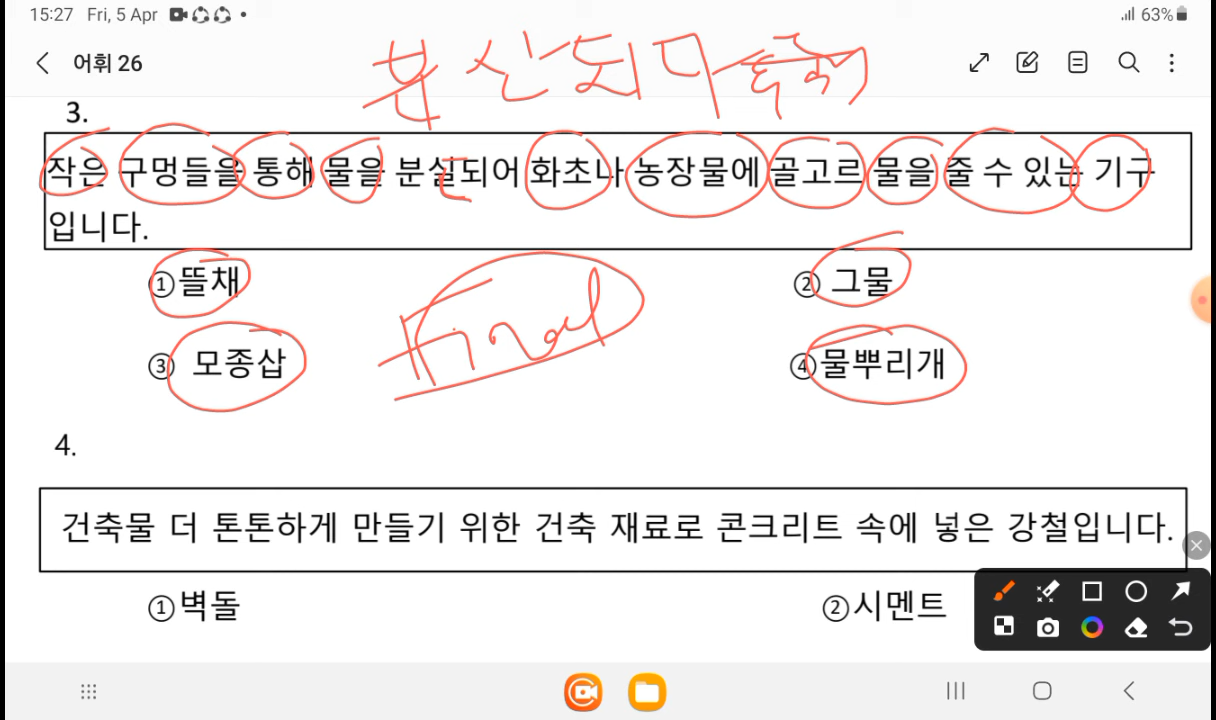 15:27 Fri, 5 Apr 63%
어휘 26
분산되다
3.
작은 구멍들을 통해 물을 분실되어 화초나 농장물에 골고르 물을 줄 수 있는 기구
입니다.
①뜰채 ② 그물
Final
③ 모종삽 ④물뿌리개
4.
건축물 더 톤톤하게 만들기 위한 건축 재료로 콘크리트 속에 넣은 강철입니다.
①벽돌 ②시멘트